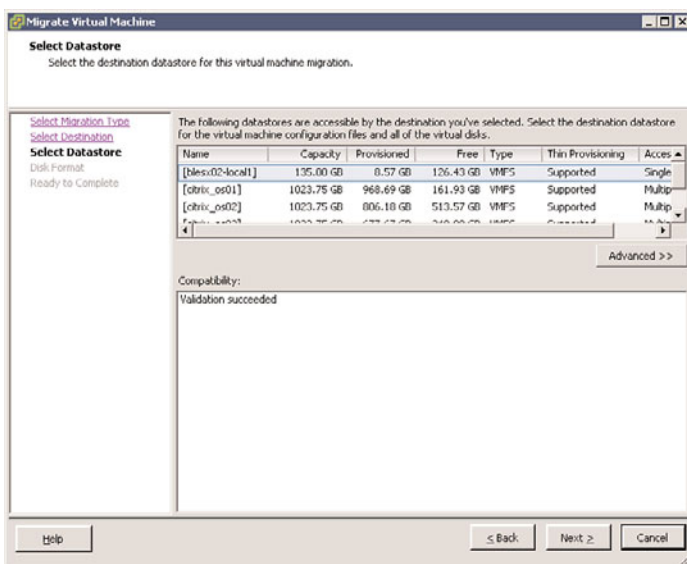 Migrate Virtual Machine
Select Datastore
Select the destination datastore for this virtual machine migration.
Select Migration Type
Select Destination
Select Datastore
Disk Format
Ready to Complete
The following datastores are accessible by the destination you've selected. Select the destination datastore
for the virtual machine configuration files and all of the virtual disks.
Name Capacity Provisioned Free Type Thin Provisioning Acces
[blesx02-local1] 135.00 GB 8.57 GB 126.43 GB VMFS Supported Single
[citrix_os01] 1023.75 GB 968.69 GB 161.93 GB VMFS Supported Multip
[citrix_os02] 1023.75 GB 806.18 GB 513.57 GB VMFS Supported Multip
Advanced >>
Compatibility:
Validation succeeded
Help
< Back
Next >
Cancel